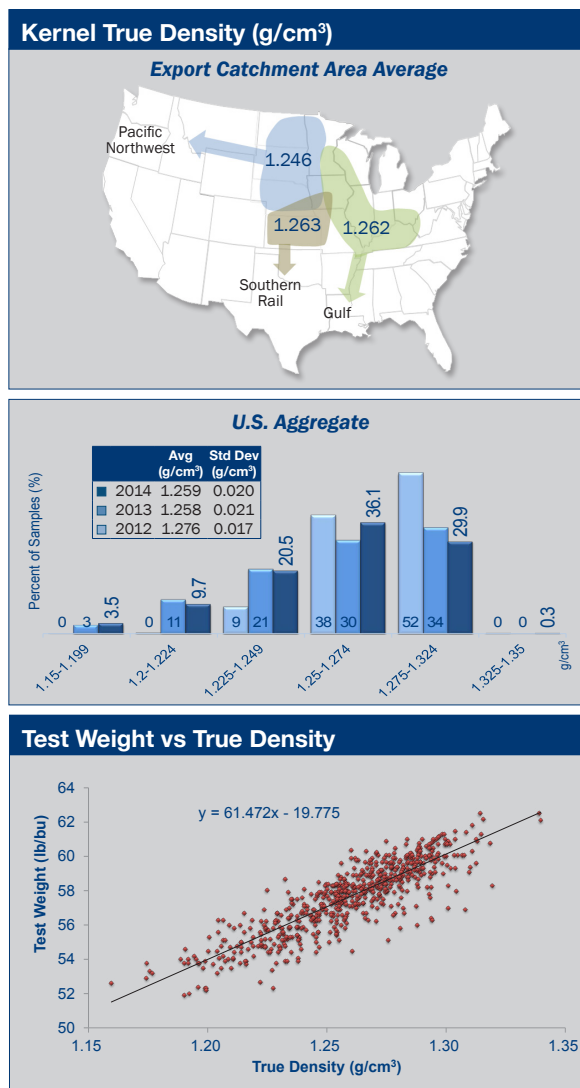 Kernel True Density (g/cm³)
Export Catchment Area Average
Pacific
Northwest
1.246
1.263
1.262
Southern
Rail
Gulf
U.S. Aggregate
Avg Std Dev
(g/cm³) (g/cm³)
2014 1.259 0.020
2013 1.258 0.021
2012 1.276 0.017
Percent of Samples (%)
0 3 3.5
0 11 9.7
9 21 20.5
38 30 36.1
52 34 29.9
0 0 0.3
1.15-1.199
1.2-1.224
1.225-1.249
1.25-1.274
1.275-1.324
1.325-1.35
g/cm³
Test Weight vs True Density
y = 61.472x - 19.775
Test Weight (lb/bu)
64
62
60
58
56
54
52
50
1.15 1.20 1.25 1.30 1.35
True Density (g/cm³)